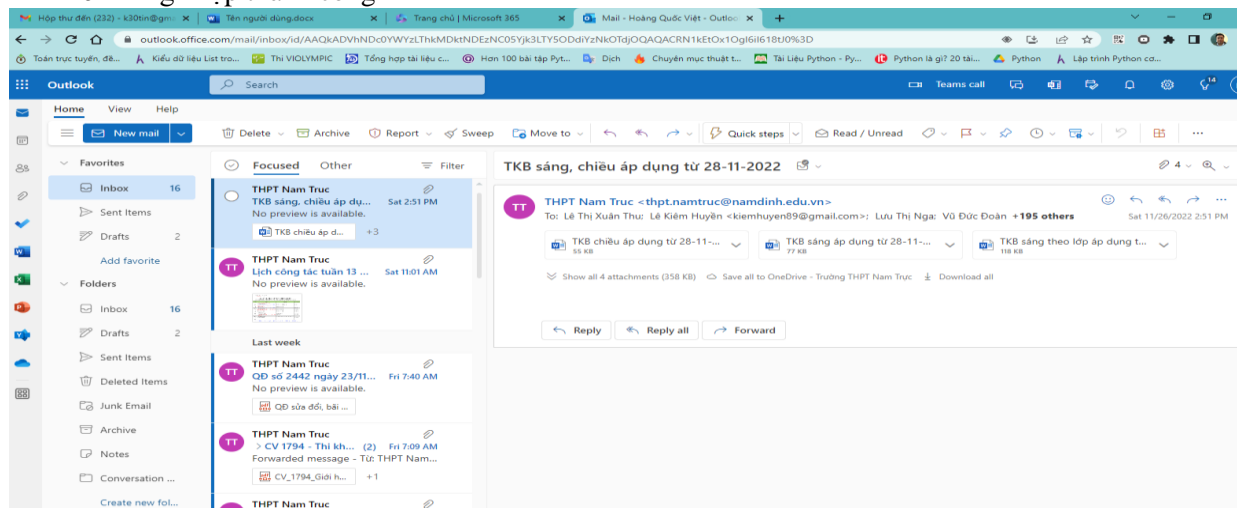 Hộp thư đến (232) - k30tin@gma
Tên người dùng.docx
Trang chủ | Microsoft 365
Mail - Hoàng Quốc Việt - Outloo
outlook.office.com/mail/inbox/id/AAQkADVhNDc0YWYzLThkMDktNDEzNC05Yjk3LTY5ODdiYzNkOTdjOQAQACRN1kEtOx1OgI6iI618tJ0%3D
Toán trực tuyến, đề...
Kiểu dữ liệu List tro...
Thi VIOLYMPIC
Tổng hợp tài liệu c...
Hơn 100 bài tập Pyt...
Dịch
Chuyên mục thuật t...
Tài Liệu Python - Py...
Python là gì? 20 tài...
Python
Lập trình Python cơ...
Outlook
Search
Teams call
14
Home View Help
New mail
Delete
Archive
Report
Sweep
Move to
Quick steps
Read / Unread
Favorites
Inbox 16
Sent Items
Drafts 2
Add favorite
Folders
Inbox 16
Drafts 2
Sent Items
Deleted Items
Junk Email
Archive
Notes
Conversation ...
Create new fol...
Focused Other Filter
THPT Nam Truc
TKB sáng, chiều áp dụ... Sat 2:51 PM
No preview is available.
TKB chiều áp d... +3
TT
THPT Nam Truc
Lịch công tác tuần 13 ... Sat 11:01 AM
No preview is available.
Last week
TT
THPT Nam Truc
QĐ số 2442 ngày 23/11... Fri 7:40 AM
No preview is available.
QĐ sửa đổi, bãi ...
TT
THPT Nam Truc
> CV 1794 - Thi kh... (2) Fri 7:09 AM
Forwarded message - Từ: THPT Nam...
CV_1794_Giới h... +1
THPT Nam Truc
TKB sáng, chiều áp dụng từ 28-11-2022
4
TT
THPT Nam Truc <thpt.namtruc@namdinh.edu.vn>
To: Lê Thị Xuân Thu; Lê Kiêm Huyền <kiemhuyen89@gmail.com>; Lưu Thị Nga; Vũ Đức Đoàn +195 others
Sat 11/26/2022 2:51 PM
TKB chiều áp dụng từ 28-11-...
55 KB
TKB sáng áp dụng từ 28-11-...
77 KB
TKB sáng theo lớp áp dụng t...
118 KB
Show all 4 attachments (358 KB) Save all to OneDrive - Trường THPT Nam Trực Download all
Reply Reply all Forward